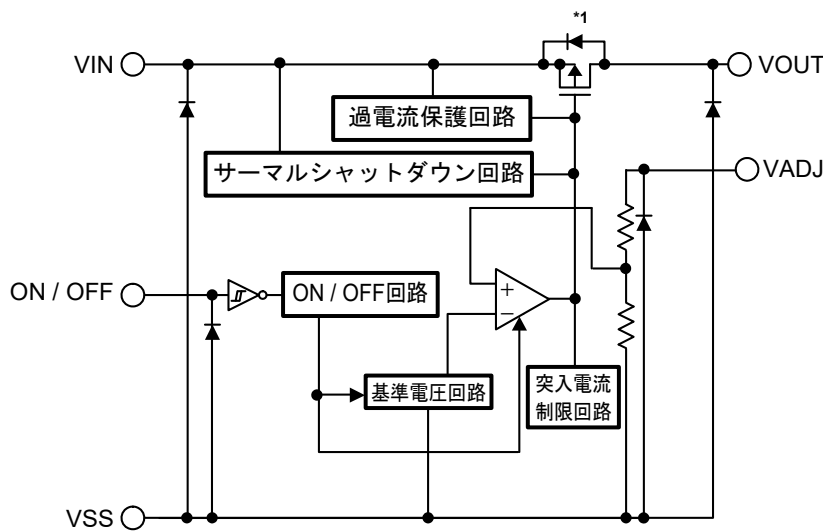 *1
VIN
VOUT
過電流保護回路
サーマルシャットダウン回路
VADJ
ON / OFF
ON / OFF回路
+
−
基準電圧回路
突入電流
制限回路
VSS